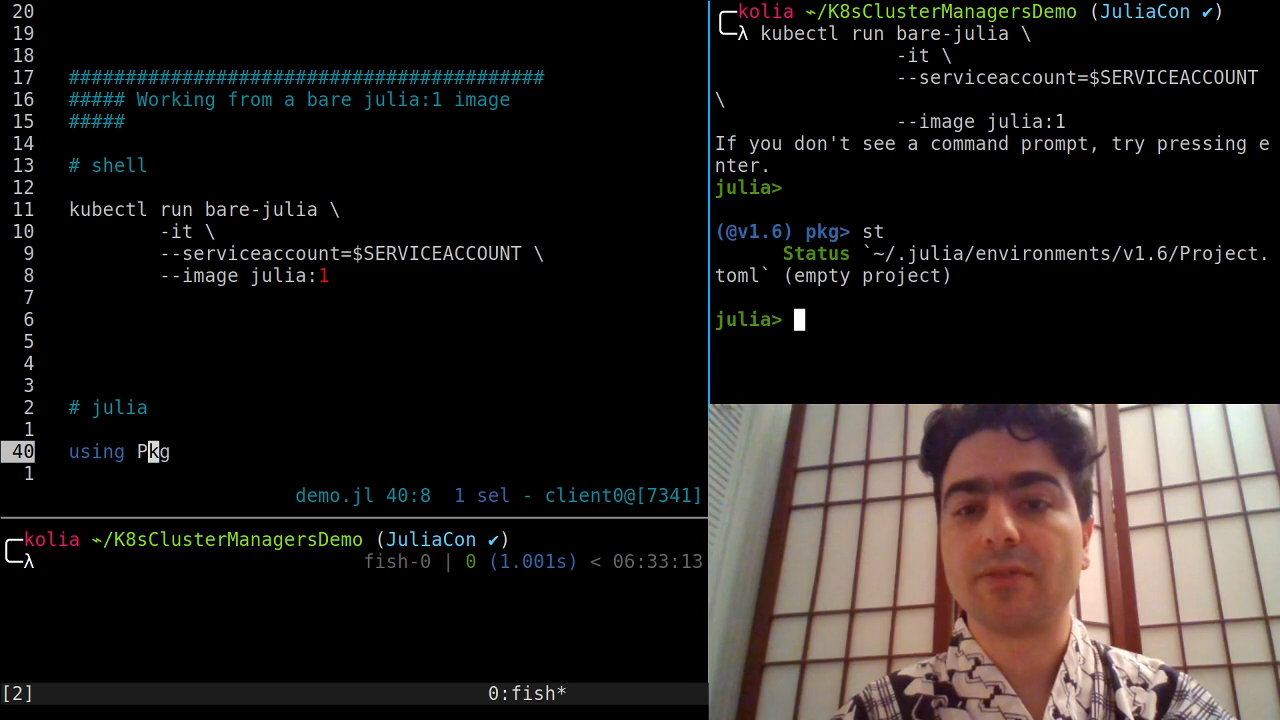 20
19
18
17 ##########################################
16 ##### Working from a bare julia:1 image
15 #####
14
13 # shell
12
11 kubectl run bare-julia \
10 -it \
9 --serviceaccount=$SERVICEACCOUNT \
8 --image julia:1
7
6
5
4
3
2 # julia
1
40 using Pkg
1
demo.jl 40:8 1 sel - client0@[7341]
kolia ~/K8sClusterManagersDemo (JuliaCon ✔)
λ fish-0 | 0 (1.001s) < 06:33:13
[2] 0:fish*
kolia ~/K8sClusterManagersDemo (JuliaCon ✔)
λ kubectl run bare-julia \
-it \
--serviceaccount=$SERVICEACCOUNT
\
--image julia:1
If you don't see a command prompt, try pressing e
nter.
julia>
(@v1.6) pkg> st
Status `~/.julia/environments/v1.6/Project.
toml` (empty project)
julia>